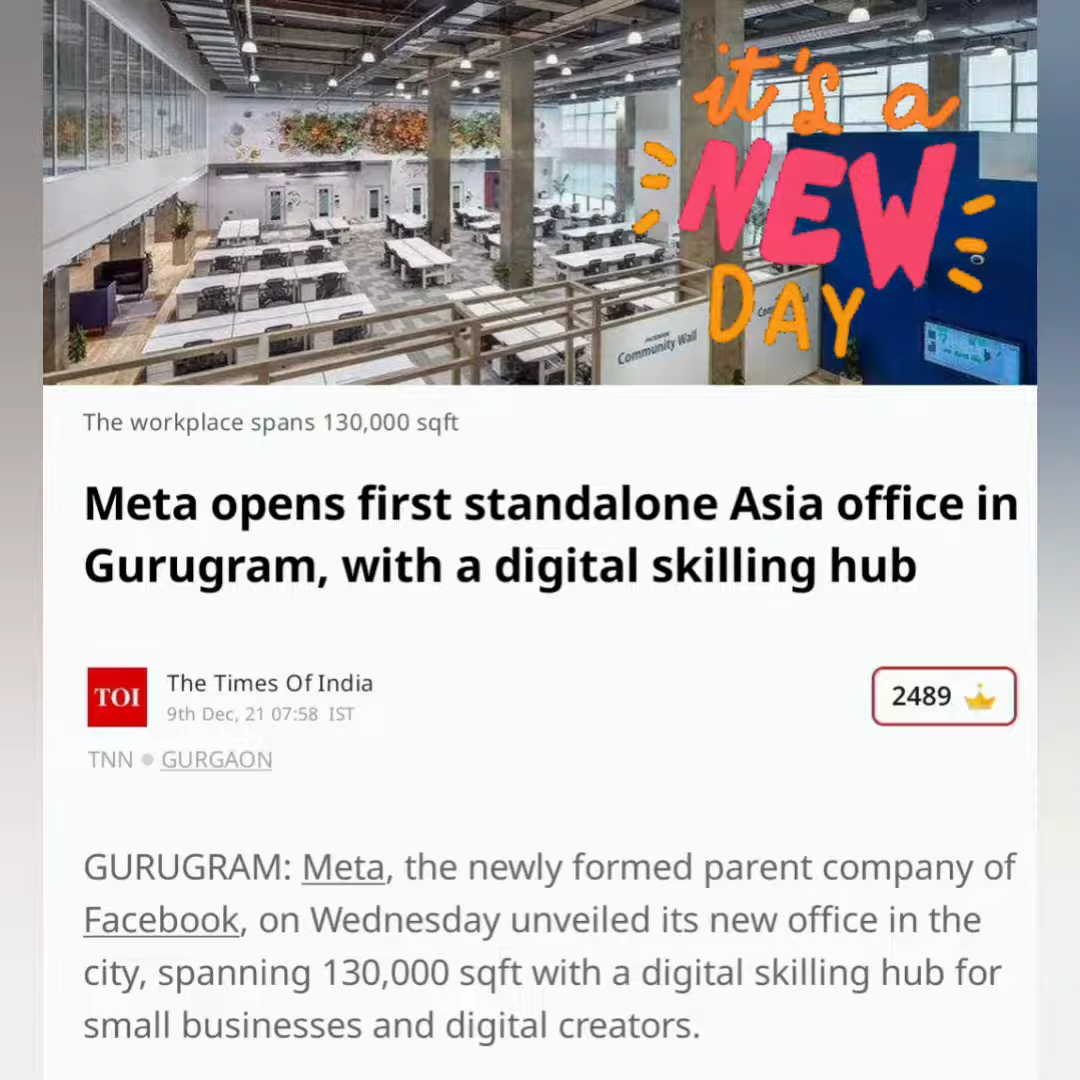 it's a
NEW
DAY
FACEBOOK
Community Wall
The workplace spans 130,000 sqft
Meta opens first standalone Asia office in
Gurugram, with a digital skilling hub
TOI
The Times Of India
9th Dec, 21 07:58 IST
2489
TNN • GURGAON
GURUGRAM: Meta, the newly formed parent company of
Facebook, on Wednesday unveiled its new office in the
city, spanning 130,000 sqft with a digital skilling hub for
small businesses and digital creators.